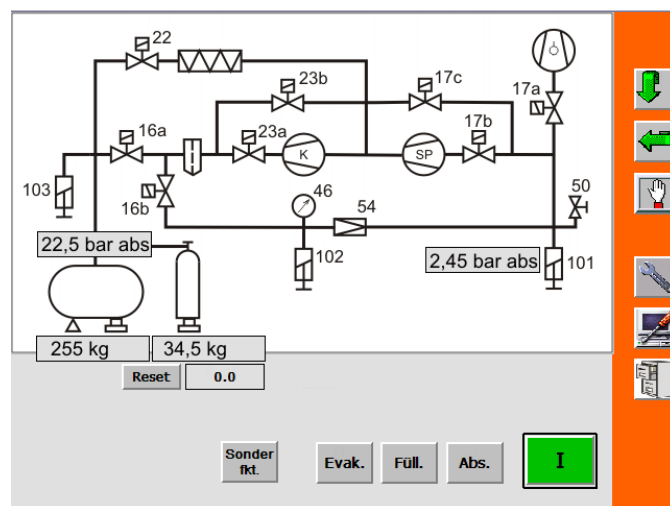 22
23b
17c
17a
16a
23a
17b
K
SP
103
16b
46
54
50
22,5 bar abs
102
2,45 bar abs
101
255 kg
34,5 kg
Reset
0.0
Sonder
fkt.
Evak.
Füll.
Abs.
I